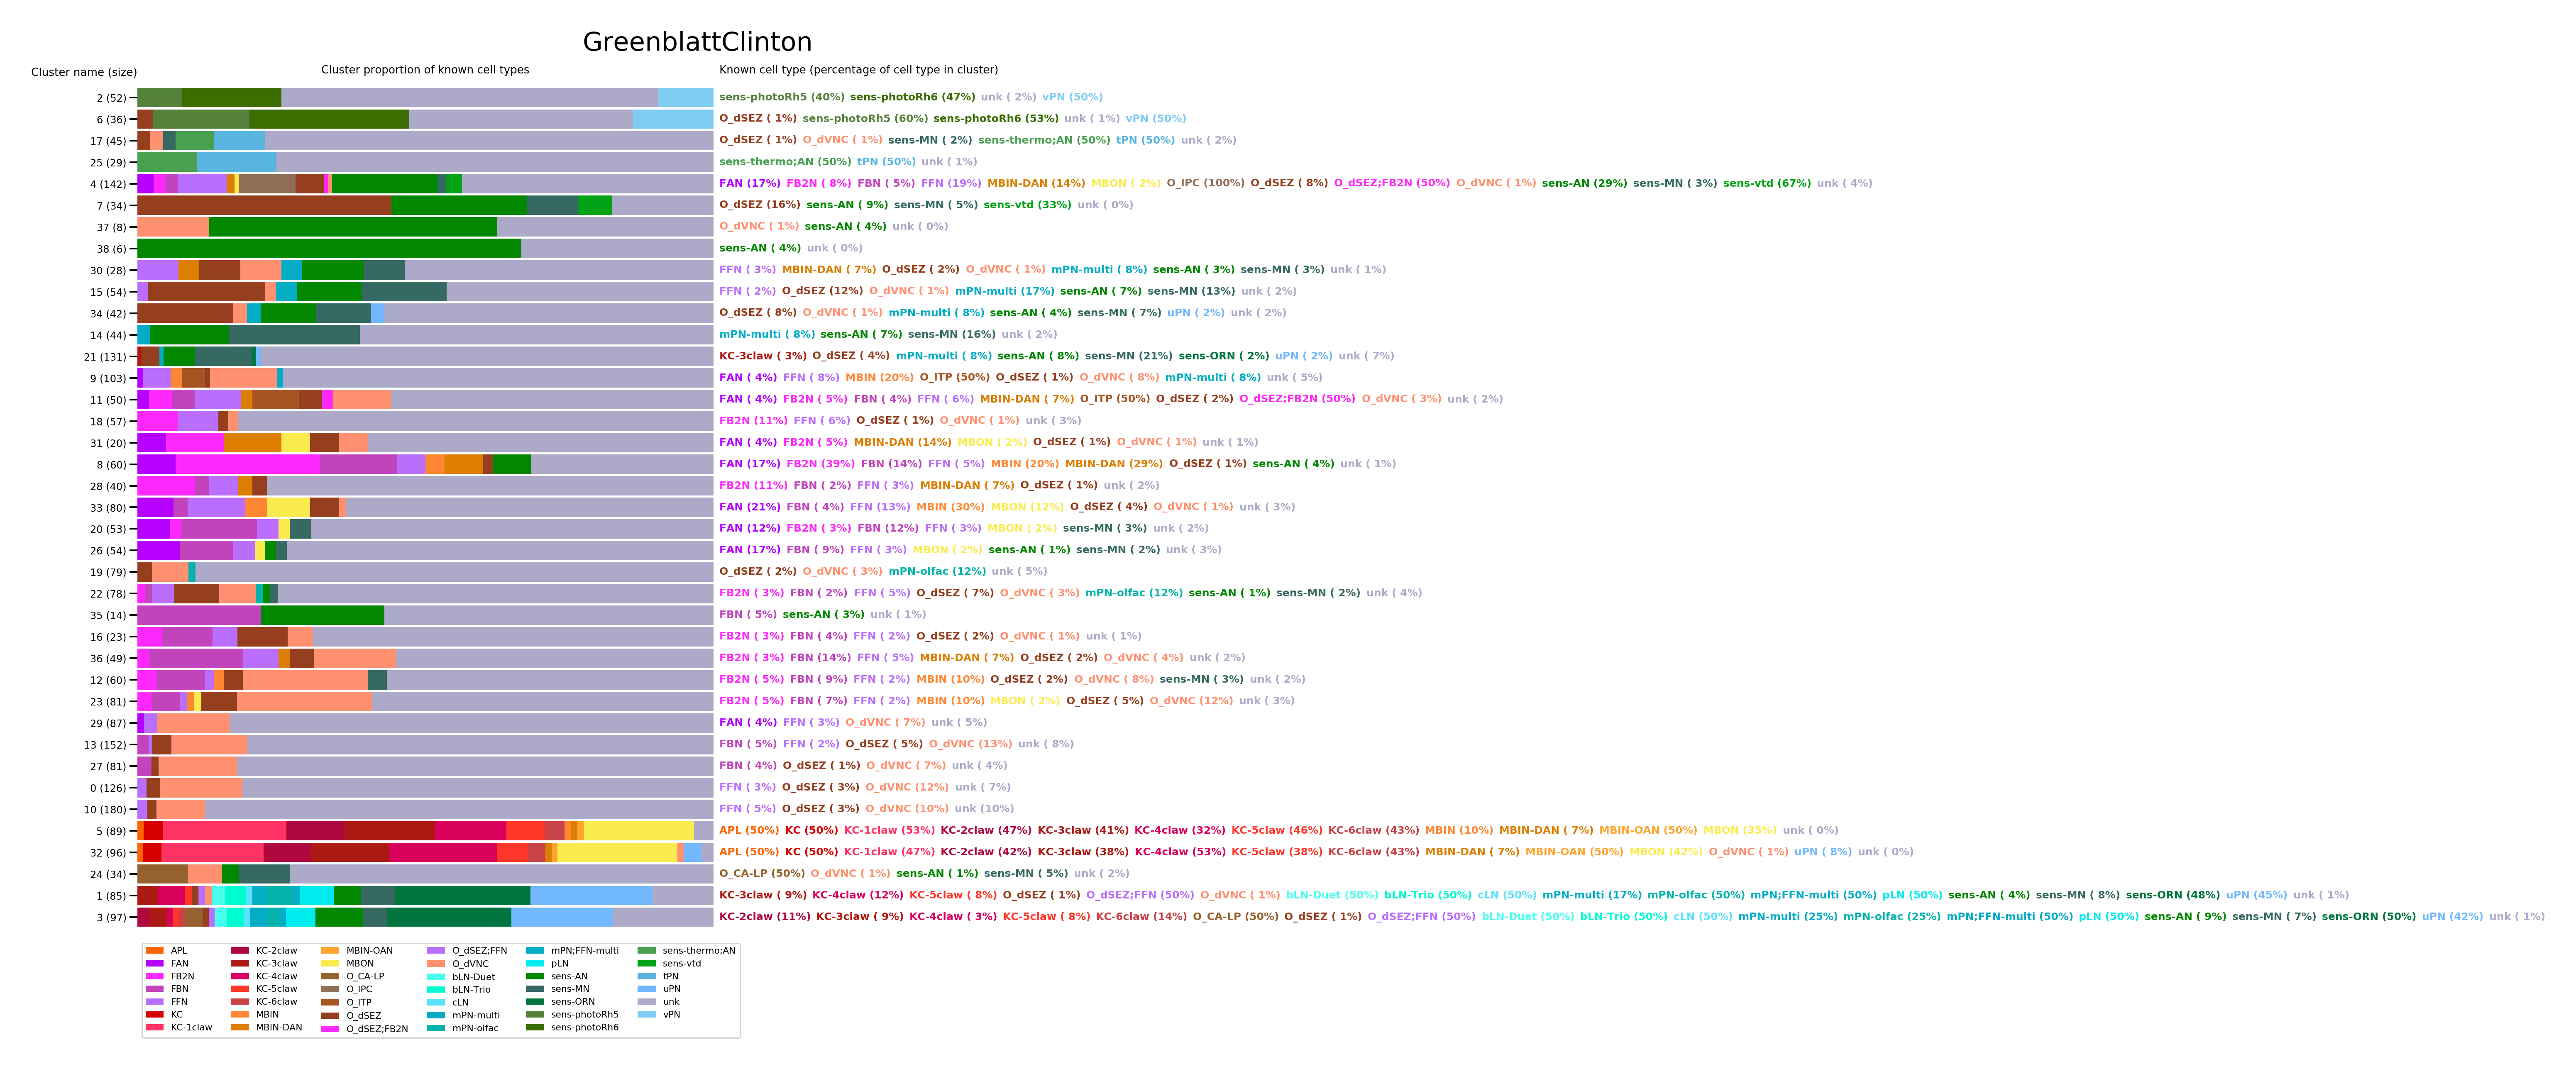 GreenblattClinton
Cluster name (size) Cluster proportion of known cell types Known cell type (percentage of cell type in cluster)
2 (52) sens-photoRh5 (40%) sens-photoRh6 (47%) unk ( 2%) vPN (50%)
6 (36) O_dSEZ ( 1%) sens-photoRh5 (60%) sens-photoRh6 (53%) unk ( 1%) vPN (50%)
17 (45) O_dSEZ ( 1%) O_dVNC ( 1%) sens-MN ( 2%) sens-thermo;AN (50%) tPN (50%) unk ( 2%)
25 (29) sens-thermo;AN (50%) tPN (50%) unk ( 1%)
4 (142) FAN (17%) FB2N ( 8%) FBN ( 5%) FFN (19%) MBIN-DAN (14%) MBON ( 2%) O_IPC (100%) O_dSEZ ( 8%) O_dSEZ;FB2N (50%) O_dVNC ( 1%) sens-AN (29%) sens-MN ( 3%) sens-vtd (67%) unk ( 4%)
7 (34) O_dSEZ (16%) sens-AN ( 9%) sens-MN ( 5%) sens-vtd (33%) unk ( 0%)
37 (8) O_dVNC ( 1%) sens-AN ( 4%) unk ( 0%)
38 (6) sens-AN ( 4%) unk ( 0%)
30 (28) FFN ( 3%) MBIN-DAN ( 7%) O_dSEZ ( 2%) O_dVNC ( 1%) mPN-multi ( 8%) sens-AN ( 3%) sens-MN ( 3%) unk ( 1%)
15 (54) FFN ( 2%) O_dSEZ (12%) O_dVNC ( 1%) mPN-multi (17%) sens-AN ( 7%) sens-MN (13%) unk ( 2%)
34 (42) O_dSEZ ( 8%) O_dVNC ( 1%) mPN-multi ( 8%) sens-AN ( 4%) sens-MN ( 7%) uPN ( 2%) unk ( 2%)
14 (44) mPN-multi ( 8%) sens-AN ( 7%) sens-MN (16%) unk ( 2%)
21 (131) KC-3claw ( 3%) O_dSEZ ( 4%) mPN-multi ( 8%) sens-AN ( 8%) sens-MN (21%) sens-ORN ( 2%) uPN ( 2%) unk ( 7%)
9 (103) FAN ( 4%) FFN ( 8%) MBIN (20%) O_ITP (50%) O_dSEZ ( 1%) O_dVNC ( 8%) mPN-multi ( 8%) unk ( 5%)
11 (50) FAN ( 4%) FB2N ( 5%) FBN ( 4%) FFN ( 6%) MBIN-DAN ( 7%) O_ITP (50%) O_dSEZ ( 2%) O_dSEZ;FB2N (50%) O_dVNC ( 3%) unk ( 2%)
18 (57) FB2N (11%) FFN ( 6%) O_dSEZ ( 1%) O_dVNC ( 1%) unk ( 3%)
31 (20) FAN ( 4%) FB2N ( 5%) MBIN-DAN (14%) MBON ( 2%) O_dSEZ ( 1%) O_dVNC ( 1%) unk ( 1%)
8 (60) FAN (17%) FB2N (39%) FBN (14%) FFN ( 5%) MBIN (20%) MBIN-DAN (29%) O_dSEZ ( 1%) sens-AN ( 4%) unk ( 1%)
28 (40) FB2N (11%) FBN ( 2%) FFN ( 3%) MBIN-DAN ( 7%) O_dSEZ ( 1%) unk ( 2%)
33 (80) FAN (21%) FBN ( 4%) FFN (13%) MBIN (30%) MBON (12%) O_dSEZ ( 4%) O_dVNC ( 1%) unk ( 3%)
20 (53) FAN (12%) FB2N ( 3%) FBN (12%) FFN ( 3%) MBON ( 2%) sens-MN ( 3%) unk ( 2%)
26 (54) FAN (17%) FBN ( 9%) FFN ( 3%) MBON ( 2%) sens-AN ( 1%) sens-MN ( 2%) unk ( 3%)
19 (79) O_dSEZ ( 2%) O_dVNC ( 3%) mPN-olfac (12%) unk ( 5%)
22 (78) FB2N ( 3%) FBN ( 2%) FFN ( 5%) O_dSEZ ( 7%) O_dVNC ( 3%) mPN-olfac (12%) sens-AN ( 1%) sens-MN ( 2%) unk ( 4%)
35 (14) FBN ( 5%) sens-AN ( 3%) unk ( 1%)
16 (23) FB2N ( 3%) FBN ( 4%) FFN ( 2%) O_dSEZ ( 2%) O_dVNC ( 1%) unk ( 1%)
36 (49) FB2N ( 3%) FBN (14%) FFN ( 5%) MBIN-DAN ( 7%) O_dSEZ ( 2%) O_dVNC ( 4%) unk ( 2%)
12 (60) FB2N ( 5%) FBN ( 9%) FFN ( 2%) MBIN (10%) O_dSEZ ( 2%) O_dVNC ( 8%) sens-MN ( 3%) unk ( 2%)
23 (81) FB2N ( 5%) FBN ( 7%) FFN ( 2%) MBIN (10%) MBON ( 2%) O_dSEZ ( 5%) O_dVNC (12%) unk ( 3%)
29 (87) FAN ( 4%) FFN ( 3%) O_dVNC ( 7%) unk ( 5%)
13 (152) FBN ( 5%) FFN ( 2%) O_dSEZ ( 5%) O_dVNC (13%) unk ( 8%)
27 (81) FBN ( 4%) O_dSEZ ( 1%) O_dVNC ( 7%) unk ( 4%)
0 (126) FFN ( 3%) O_dSEZ ( 3%) O_dVNC (12%) unk ( 7%)
10 (180) FFN ( 5%) O_dSEZ ( 3%) O_dVNC (10%) unk (10%)
5 (89) APL (50%) KC (50%) KC-1claw (53%) KC-2claw (47%) KC-3claw (41%) KC-4claw (32%) KC-5claw (46%) KC-6claw (43%) MBIN (10%) MBIN-DAN ( 7%) MBIN-OAN (50%) MBON (35%) unk ( 0%)
32 (96) APL (50%) KC (50%) KC-1claw (47%) KC-2claw (42%) KC-3claw (38%) KC-4claw (53%) KC-5claw (38%) KC-6claw (43%) MBIN-DAN ( 7%) MBIN-OAN (50%) MBON (42%) O_dVNC ( 1%) uPN ( 8%) unk ( 0%)
24 (34) O_CA-LP (50%) O_dVNC ( 1%) sens-AN ( 1%) sens-MN ( 5%) unk ( 2%)
1 (85) KC-3claw ( 9%) KC-4claw (12%) KC-5claw ( 8%) O_dSEZ ( 1%) O_dSEZ;FFN (50%) O_dVNC ( 1%) bLN-Duet (50%) bLN-Trio (50%) cLN (50%) mPN-multi (17%) mPN-olfac (50%) mPN;FFN-multi (50%) pLN (50%) sens-AN ( 4%) sens-MN ( 8%) sens-ORN (48%) uPN (45%) unk ( 1%)
3 (97) KC-2claw (11%) KC-3claw ( 9%) KC-4claw ( 3%) KC-5claw ( 8%) KC-6claw (14%) O_CA-LP (50%) O_dSEZ ( 1%) O_dSEZ;FFN (50%) bLN-Duet (50%) bLN-Trio (50%) cLN (50%) mPN-multi (25%) mPN-olfac (25%) mPN;FFN-multi (50%) pLN (50%) sens-AN ( 9%) sens-MN ( 7%) sens-ORN (50%) uPN (42%) unk ( 1%)
APL KC-2claw MBIN-OAN O_dSEZ;FFN mPN;FFN-multi sens-thermo;AN
FAN KC-3claw MBON O_dVNC pLN sens-vtd
FB2N KC-4claw O_CA-LP bLN-Duet sens-AN tPN
FBN KC-5claw O_IPC bLN-Trio sens-MN uPN
FFN KC-6claw O_ITP cLN sens-ORN unk
KC MBIN O_dSEZ mPN-multi sens-photoRh5 vPN
KC-1claw MBIN-DAN O_dSEZ;FB2N mPN-olfac sens-photoRh6